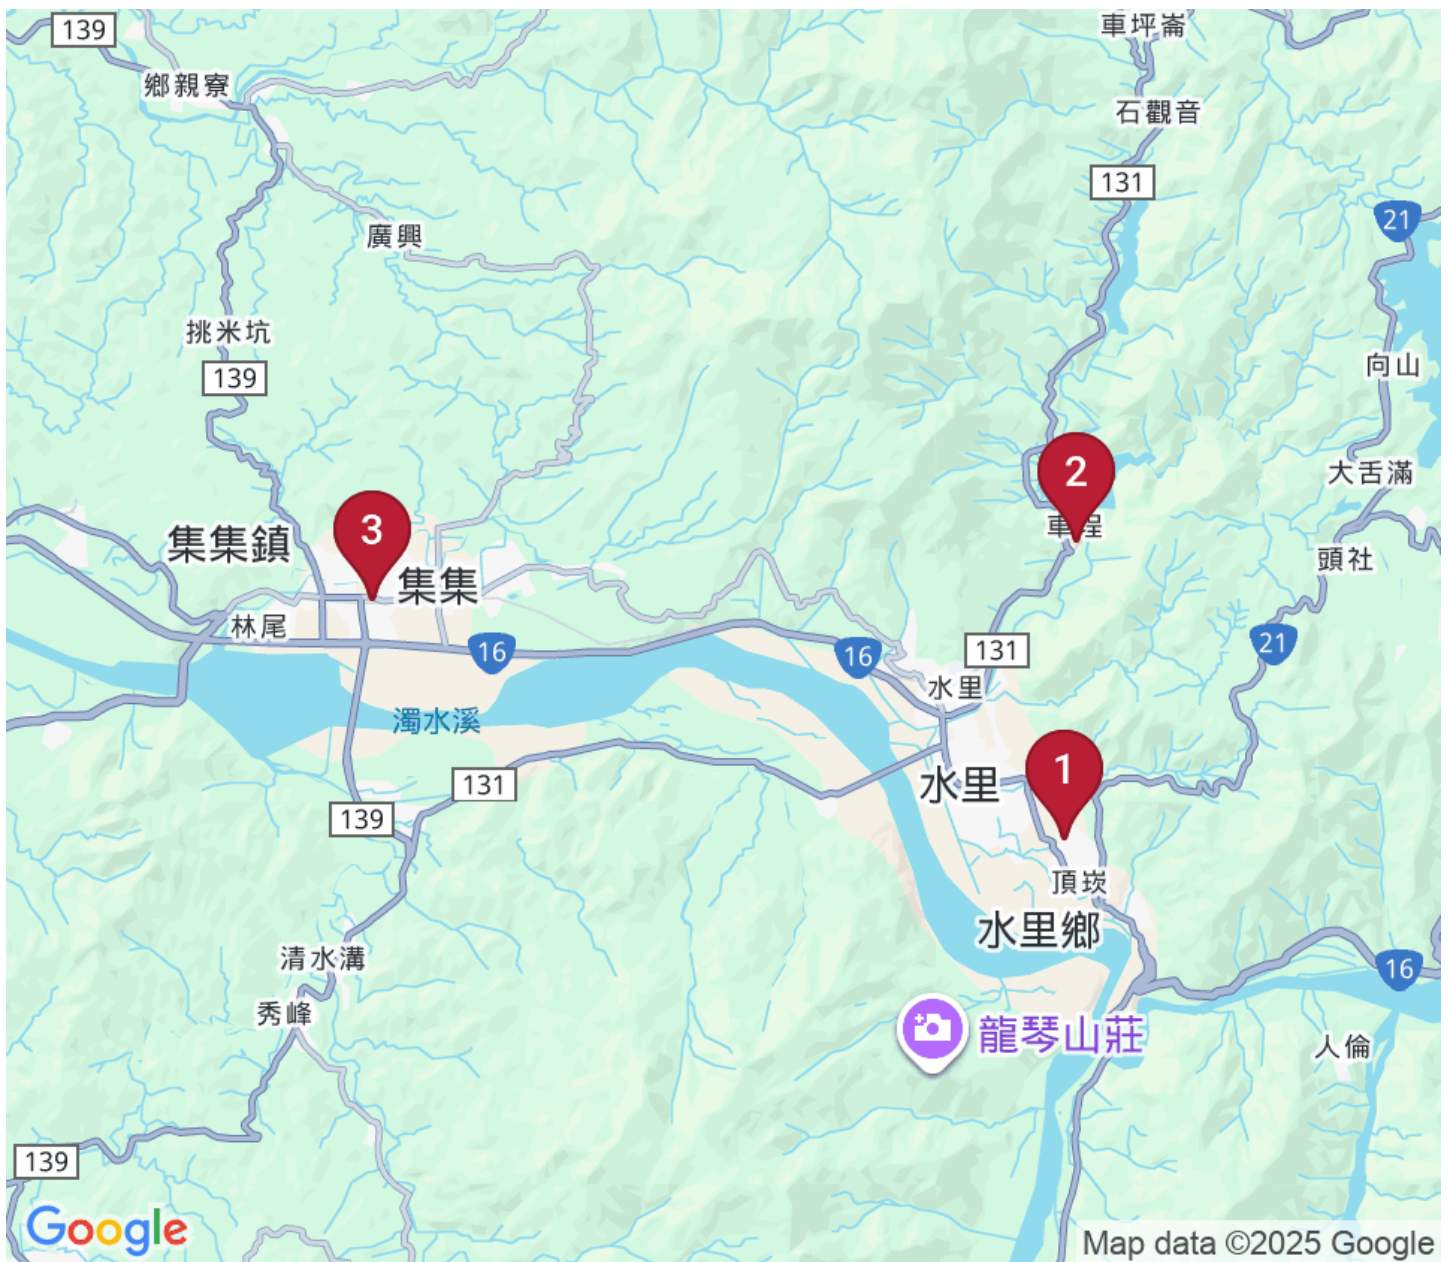 139
車坪崙
鄉親寮
石觀音
131
21
廣興
挑米坑
139
向山
2
大舌滿
3
車埕
集集鎮
頭社
集集
林尾
16
16
131
21
水里
濁水溪
1
131
水里
139
頂崁
水里鄉
清水溝
16
秀峰
龍琴山莊
人倫
139
Google
Map data ©2025 Google